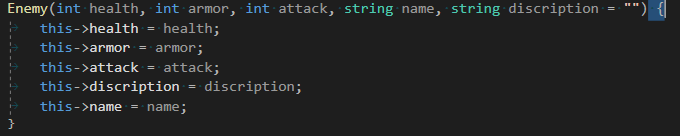 Enemy(int health, int armor, int attack, string name, string discription = "") {
this->health = health;
this->armor = armor;
this->attack = attack;
this->discription = discription;
this->name = name;
}